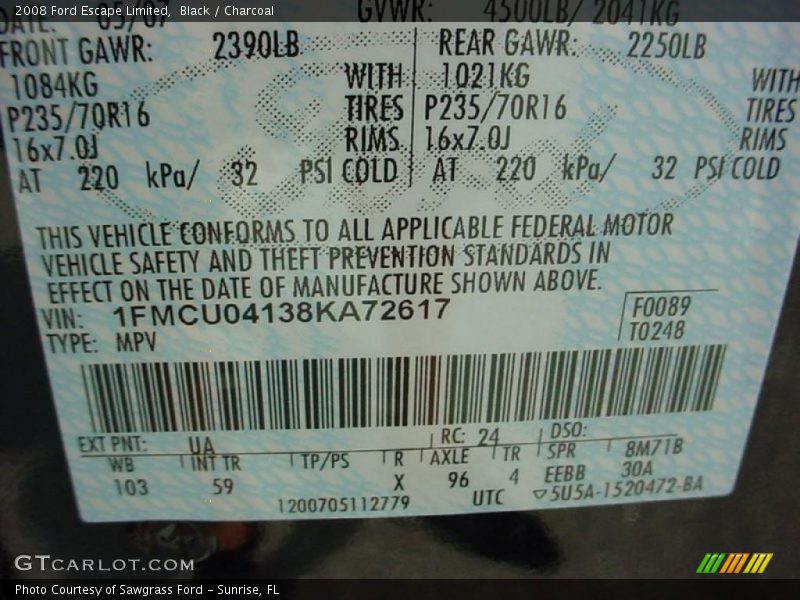 2008 Ford Escape Limited, Black / Charcoal
DATE: 05/07 GVWR: 4500LB/ 2041KG
FRONT GAWR: 2390LB REAR GAWR: 2250LB
1084KG WITH 1021KG WITH
P235/70R16 TIRES P235/70R16 TIRES
16x7.0J RIMS 16x7.0J RIMS
AT 220 kPa/ 32 PSI COLD AT 220 kPa/ 32 PSI COLD
THIS VEHICLE CONFORMS TO ALL APPLICABLE FEDERAL MOTOR
VEHICLE SAFETY AND THEFT PREVENTION STANDARDS IN
EFFECT ON THE DATE OF MANUFACTURE SHOWN ABOVE.
VIN: 1FMCU04138KA72617 F0089
TYPE: MPV T0248
EXT PNT: UA RC: 24 DSO:
WB INT TR TP/PS R AXLE TR SPR 8M71B
103 59 X 96 4 EEBB 30A
1200705112779 UTC ▽5U5A-1520472-BA
GTCARLOT.COM
Photo Courtesy of Sawgrass Ford - Sunrise, FL